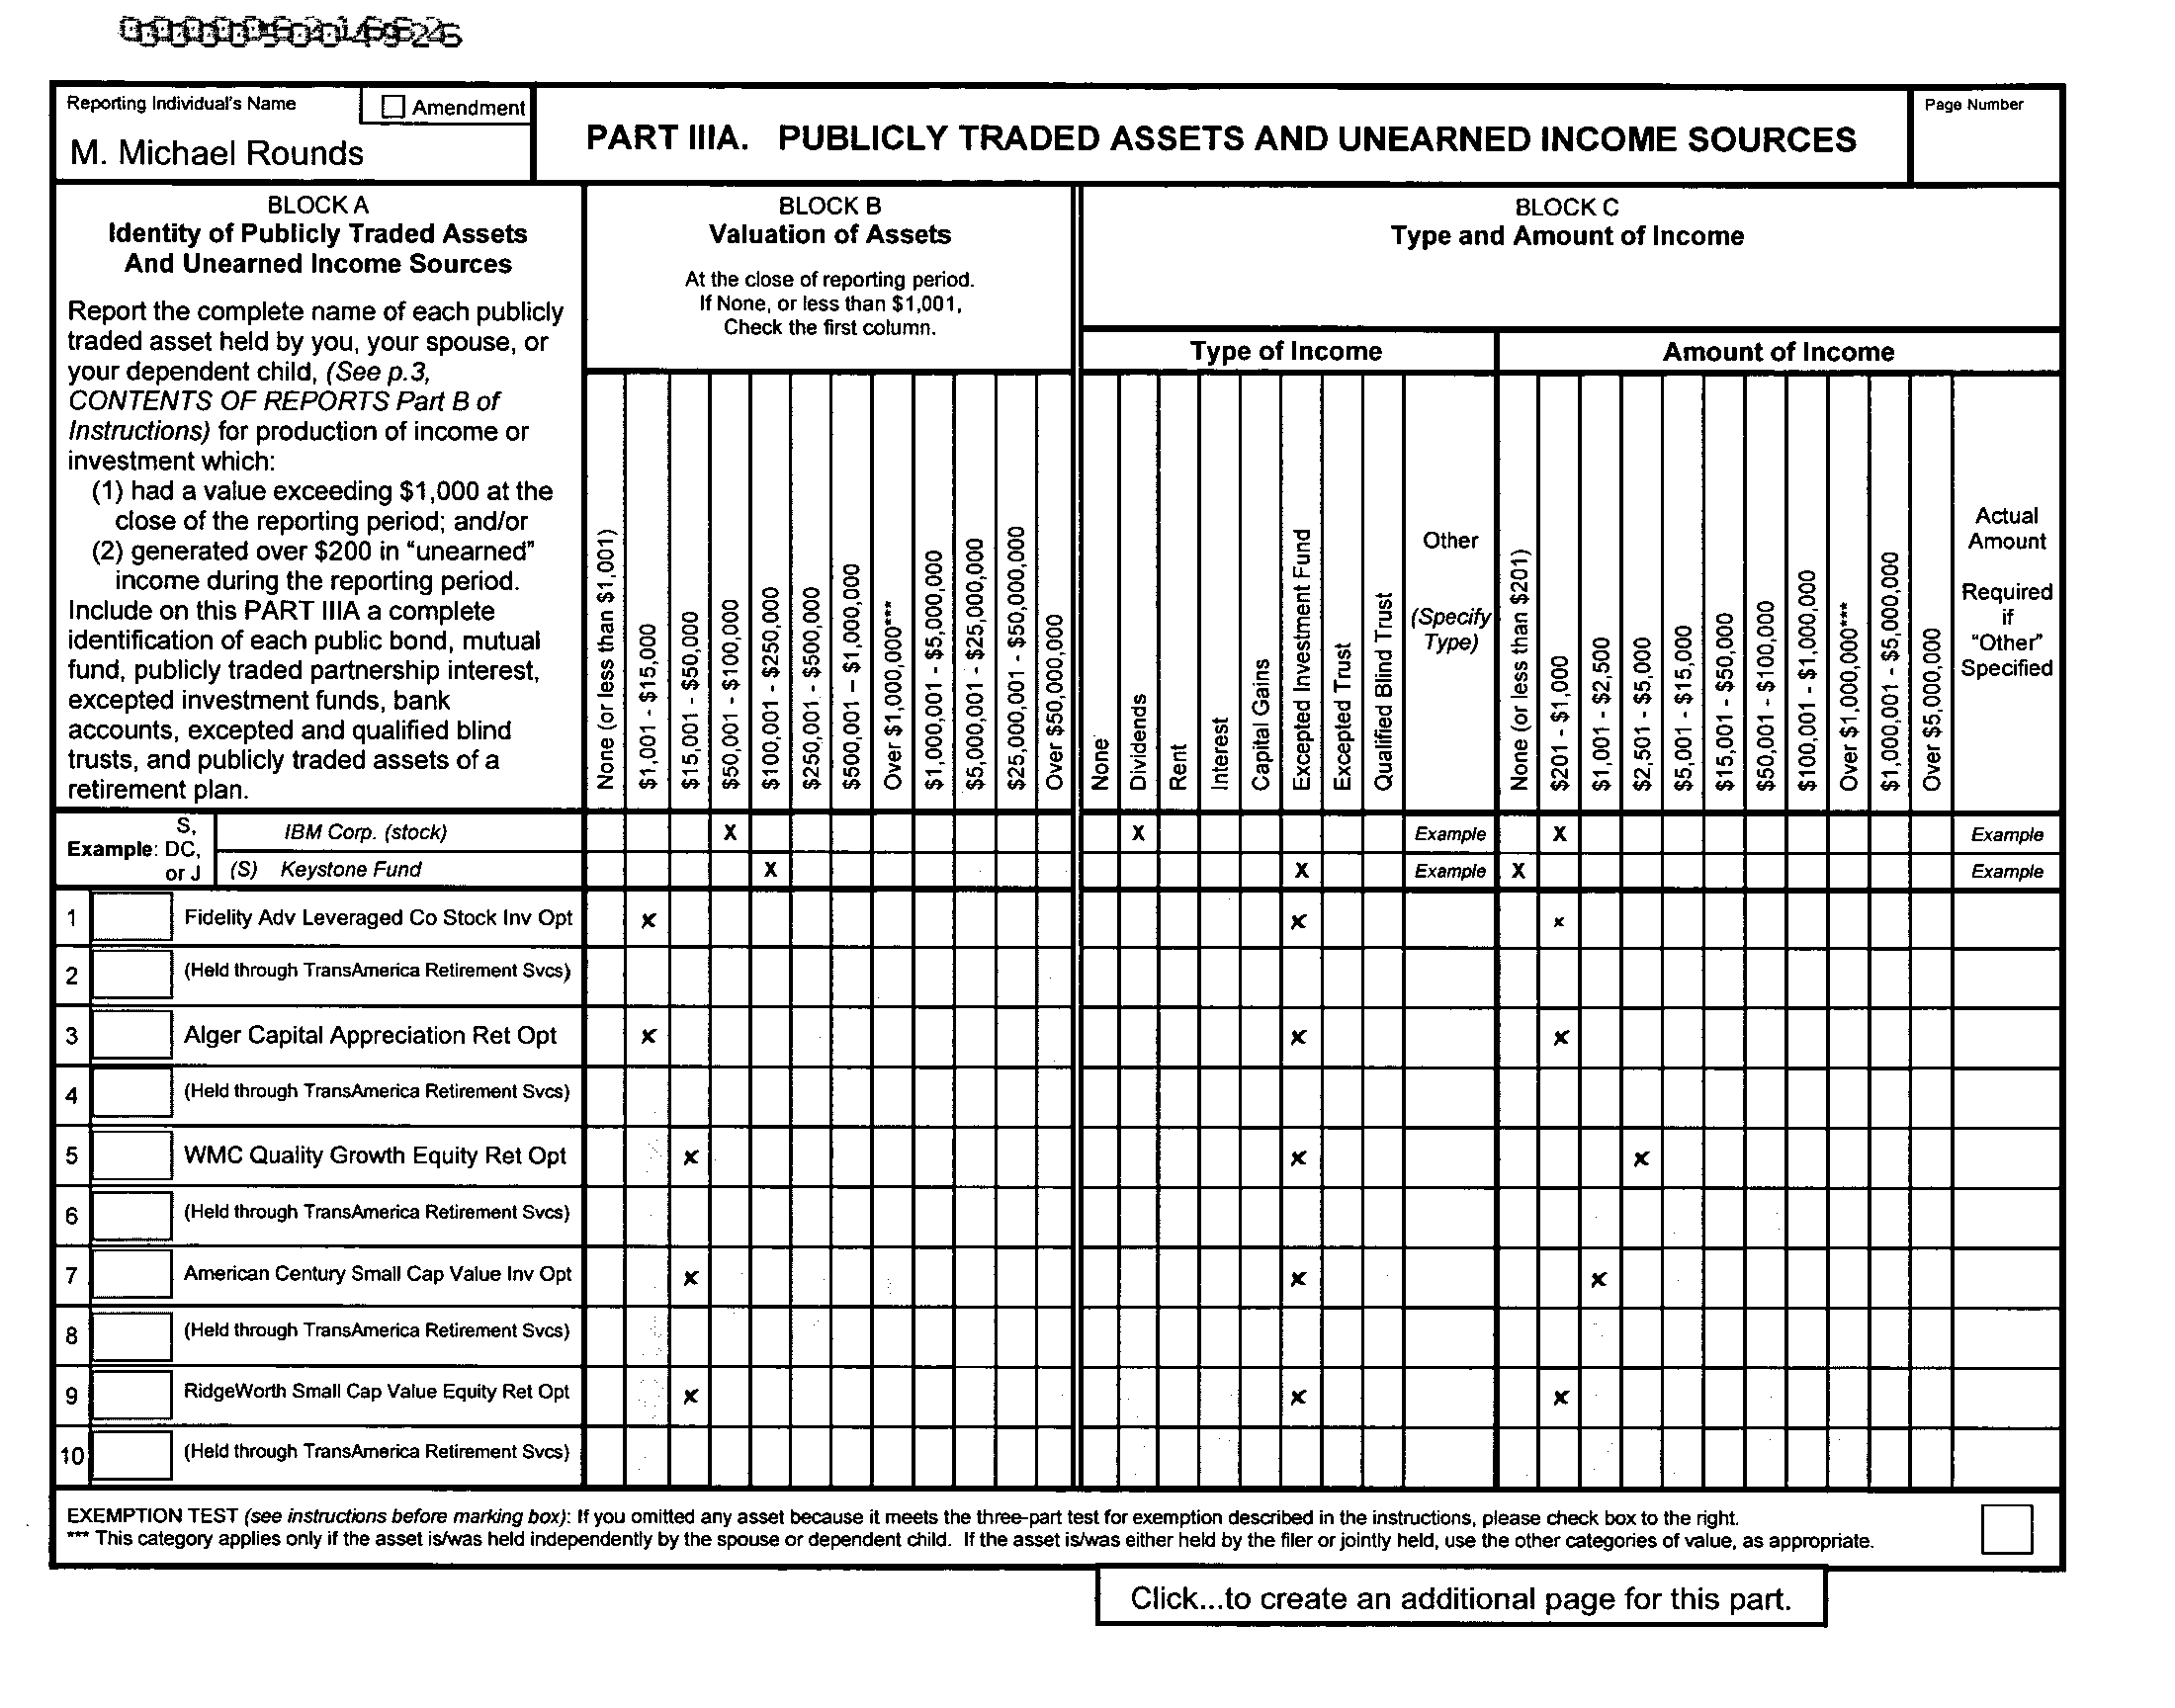 Reporting Individual's Name
Amendment
M. Michael Rounds
PART IIIA. PUBLICLY TRADED ASSETS AND UNEARNED INCOME SOURCES
Page Number
BLOCK A
Identity of Publicly Traded Assets
And Unearned Income Sources
Report the complete name of each publicly
traded asset held by you, your spouse, or
your dependent child, (See p.3,
CONTENTS OF REPORTS Part B of
Instructions) for production of income or
investment which:
(1) had a value exceeding $1,000 at the
close of the reporting period; and/or
(2) generated over $200 in "unearned"
income during the reporting period.
Include on this PART IIIA a complete
identification of each public bond, mutual
fund, publicly traded partnership interest,
excepted investment funds, bank
accounts, excepted and qualified blind
trusts, and publicly traded assets of a
retirement plan.
BLOCK B
Valuation of Assets
At the close of reporting period.
If None, or less than $1,001,
Check the first column.
None (or less than $1,001)
$1,001 - $15,000
$15,001 - $50,000
$50,001 - $100,000
$100,001 - $250,000
$250,001 - $500,000
$500,001 – $1,000,000
Over $1,000,000***
$1,000,001 - $5,000,000
$5,000,001 - $25,000,000
$25,000,001 - $50,000,000
Over $50,000,000
BLOCK C
Type and Amount of Income
Type of Income
None
Dividends
Rent
Interest
Capital Gains
Excepted Investment Fund
Excepted Trust
Qualified Blind Trust
Other
(Specify
Type)
Amount of Income
None (or less than $201)
$201 - $1,000
$1,001 - $2,500
$2,501 - $5,000
$5,001 - $15,000
$15,001 - $50,000
$50,001 - $100,000
$100,001 - $1,000,000
Over $1,000,000***
$1,000,001 - $5,000,000
Over $5,000,000
Actual
Amount
Required
if
"Other"
Specified
Example: S, DC, or J
IBM Corp. (stock) X X Example X Example
(S) Keystone Fund X X Example X Example
1 Fidelity Adv Leveraged Co Stock Inv Opt x x x
2 (Held through TransAmerica Retirement Svcs)
3 Alger Capital Appreciation Ret Opt x x x
4 (Held through TransAmerica Retirement Svcs)
5 WMC Quality Growth Equity Ret Opt x x x
6 (Held through TransAmerica Retirement Svcs)
7 American Century Small Cap Value Inv Opt x x x
8 (Held through TransAmerica Retirement Svcs)
9 RidgeWorth Small Cap Value Equity Ret Opt x x x
10 (Held through TransAmerica Retirement Svcs)
EXEMPTION TEST (see instructions before marking box): If you omitted any asset because it meets the three-part test for exemption described in the instructions, please check box to the right.
*** This category applies only if the asset is/was held independently by the spouse or dependent child. If the asset is/was either held by the filer or jointly held, use the other categories of value, as appropriate.
Click...to create an additional page for this part.